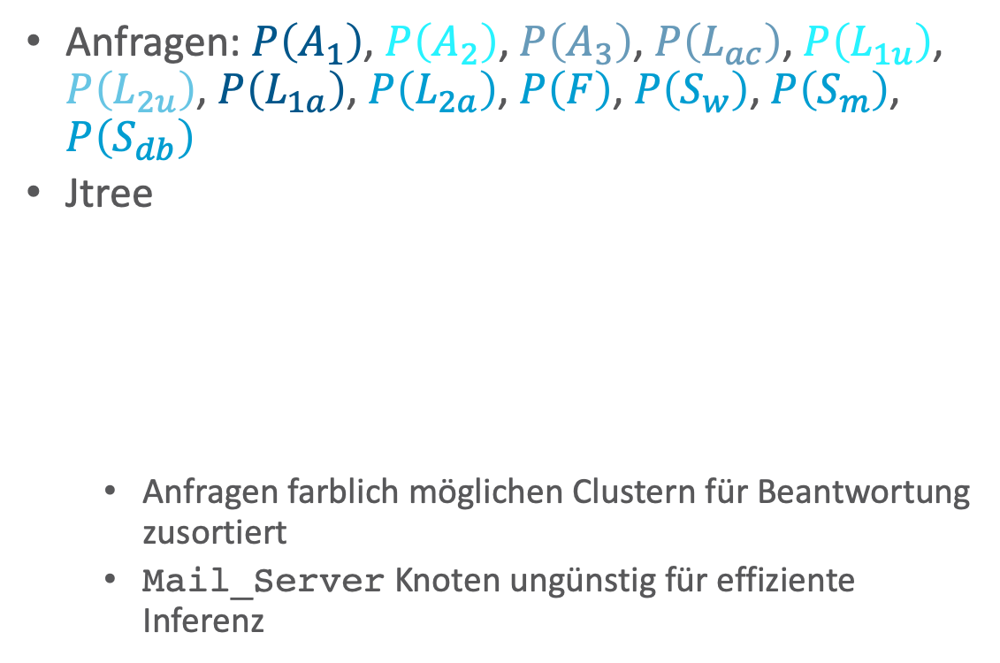 • Anfragen: P(A₁), P(A₂), P(A₃), P(L_ac), P(L_1u),
P(L_2u), P(L_1a), P(L_2a), P(F), P(S_w), P(S_m),
P(S_db)
• Jtree
• Anfragen farblich möglichen Clustern für Beantwortung
zusortiert
• Mail_Server Knoten ungünstig für effiziente
Inferenz